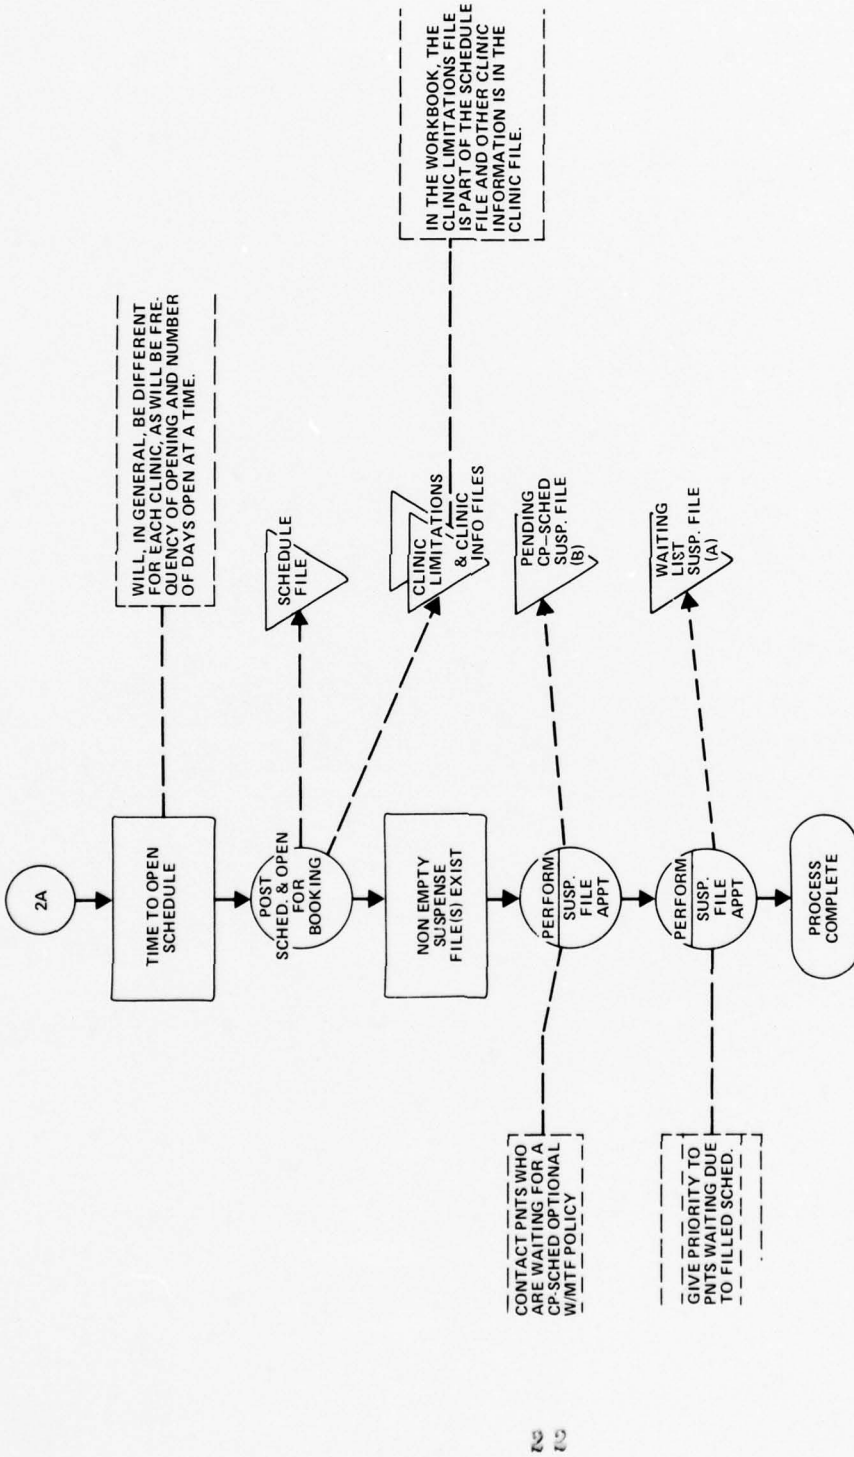 2A
TIME TO OPEN
SCHEDULE
WILL, IN GENERAL, BE DIFFERENT
FOR EACH CLINIC, AS WILL BE FRE-
QUENCY OF OPENING AND NUMBER
OF DAYS OPEN AT A TIME.
POST
SCHED. & OPEN
FOR
BOOKING
SCHEDULE
FILE
CLINIC
LIMITATIONS
& CLINIC
INFO FILES
IN THE WORKBOOK, THE
CLINIC LIMITATIONS FILE
IS PART OF THE SCHEDULE
FILE AND OTHER CLINIC
INFORMATION IS IN THE
CLINIC FILE.
NON EMPTY
SUSPENSE
FILE(S) EXIST
CONTACT PNTS WHO
ARE WAITING FOR A
CP-SCHED OPTIONAL
W/MTF POLICY
PERFORM
SUSP.
FILE
APPT
PENDING
CP-SCHED
SUSP. FILE
(B)
GIVE PRIORITY TO
PNTS WAITING DUE
TO FILLED SCHED.
PERFORM
SUSP.
FILE
APPT
WAITING
LIST
SUSP. FILE
(A)
PROCESS
COMPLETE
22